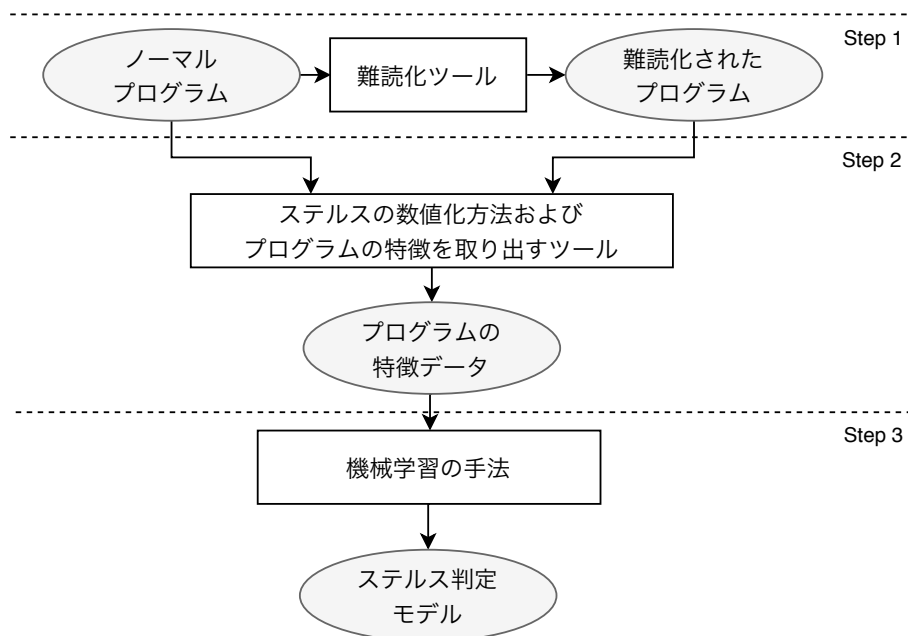 Step 1
ノーマル
プログラム
難読化ツール
難読化された
プログラム
Step 2
ステルスの数値化方法および
プログラムの特徴を取り出すツール
プログラムの
特徴データ
Step 3
機械学習の手法
ステルス判定
モデル